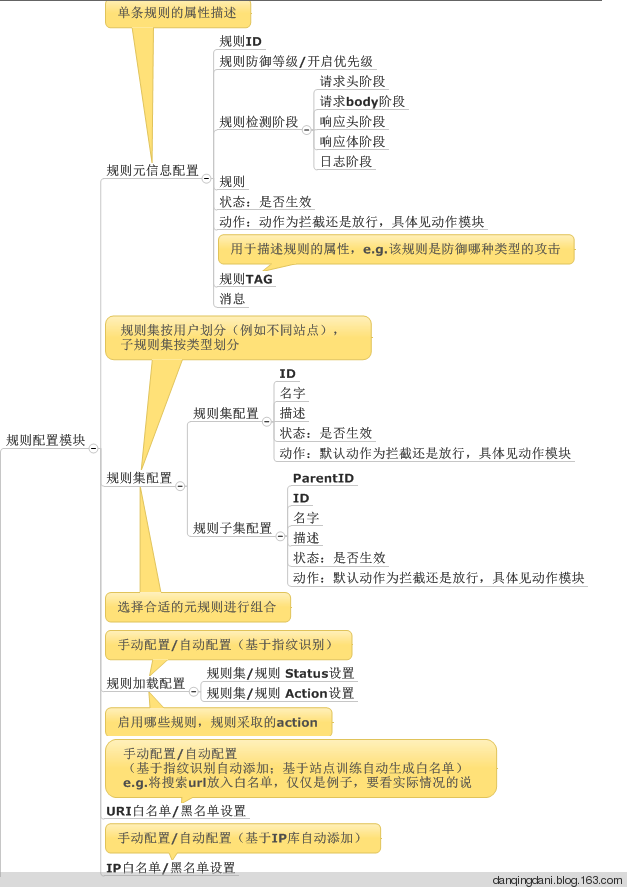 单条规则的属性描述
规则ID
规则防御等级/开启优先级
请求头阶段
请求body阶段
规则检测阶段
响应头阶段
响应体阶段
日志阶段
规则元信息配置
规则
状态：是否生效
动作：动作为拦截还是放行，具体见动作模块
用于描述规则的属性，e.g.该规则是防御哪种类型的攻击
规则TAG
消息
规则集按用户划分（例如不同站点），
子规则集按类型划分
ID
名字
规则集配置
描述
状态：是否生效
动作：默认动作为拦截还是放行，具体见动作模块
规则配置模块
规则集配置
ParentID
ID
名字
规则子集配置
描述
状态：是否生效
动作：默认动作为拦截还是放行，具体见动作模块
选择合适的元规则进行组合
手动配置/自动配置（基于指纹识别）
规则加载配置
规则集/规则 Status设置
规则集/规则 Action设置
启用哪些规则，规则采取的action
手动配置/自动配置
（基于指纹识别自动添加；基于站点训练自动生成白名单）
e.g.将搜索url放入白名单，仅仅是例子，要看实际情况的说
URI白名单/黑名单设置
手动配置/自动配置（基于IP库自动添加）
IP白名单/黑名单设置
danqingdani.blog.163.com